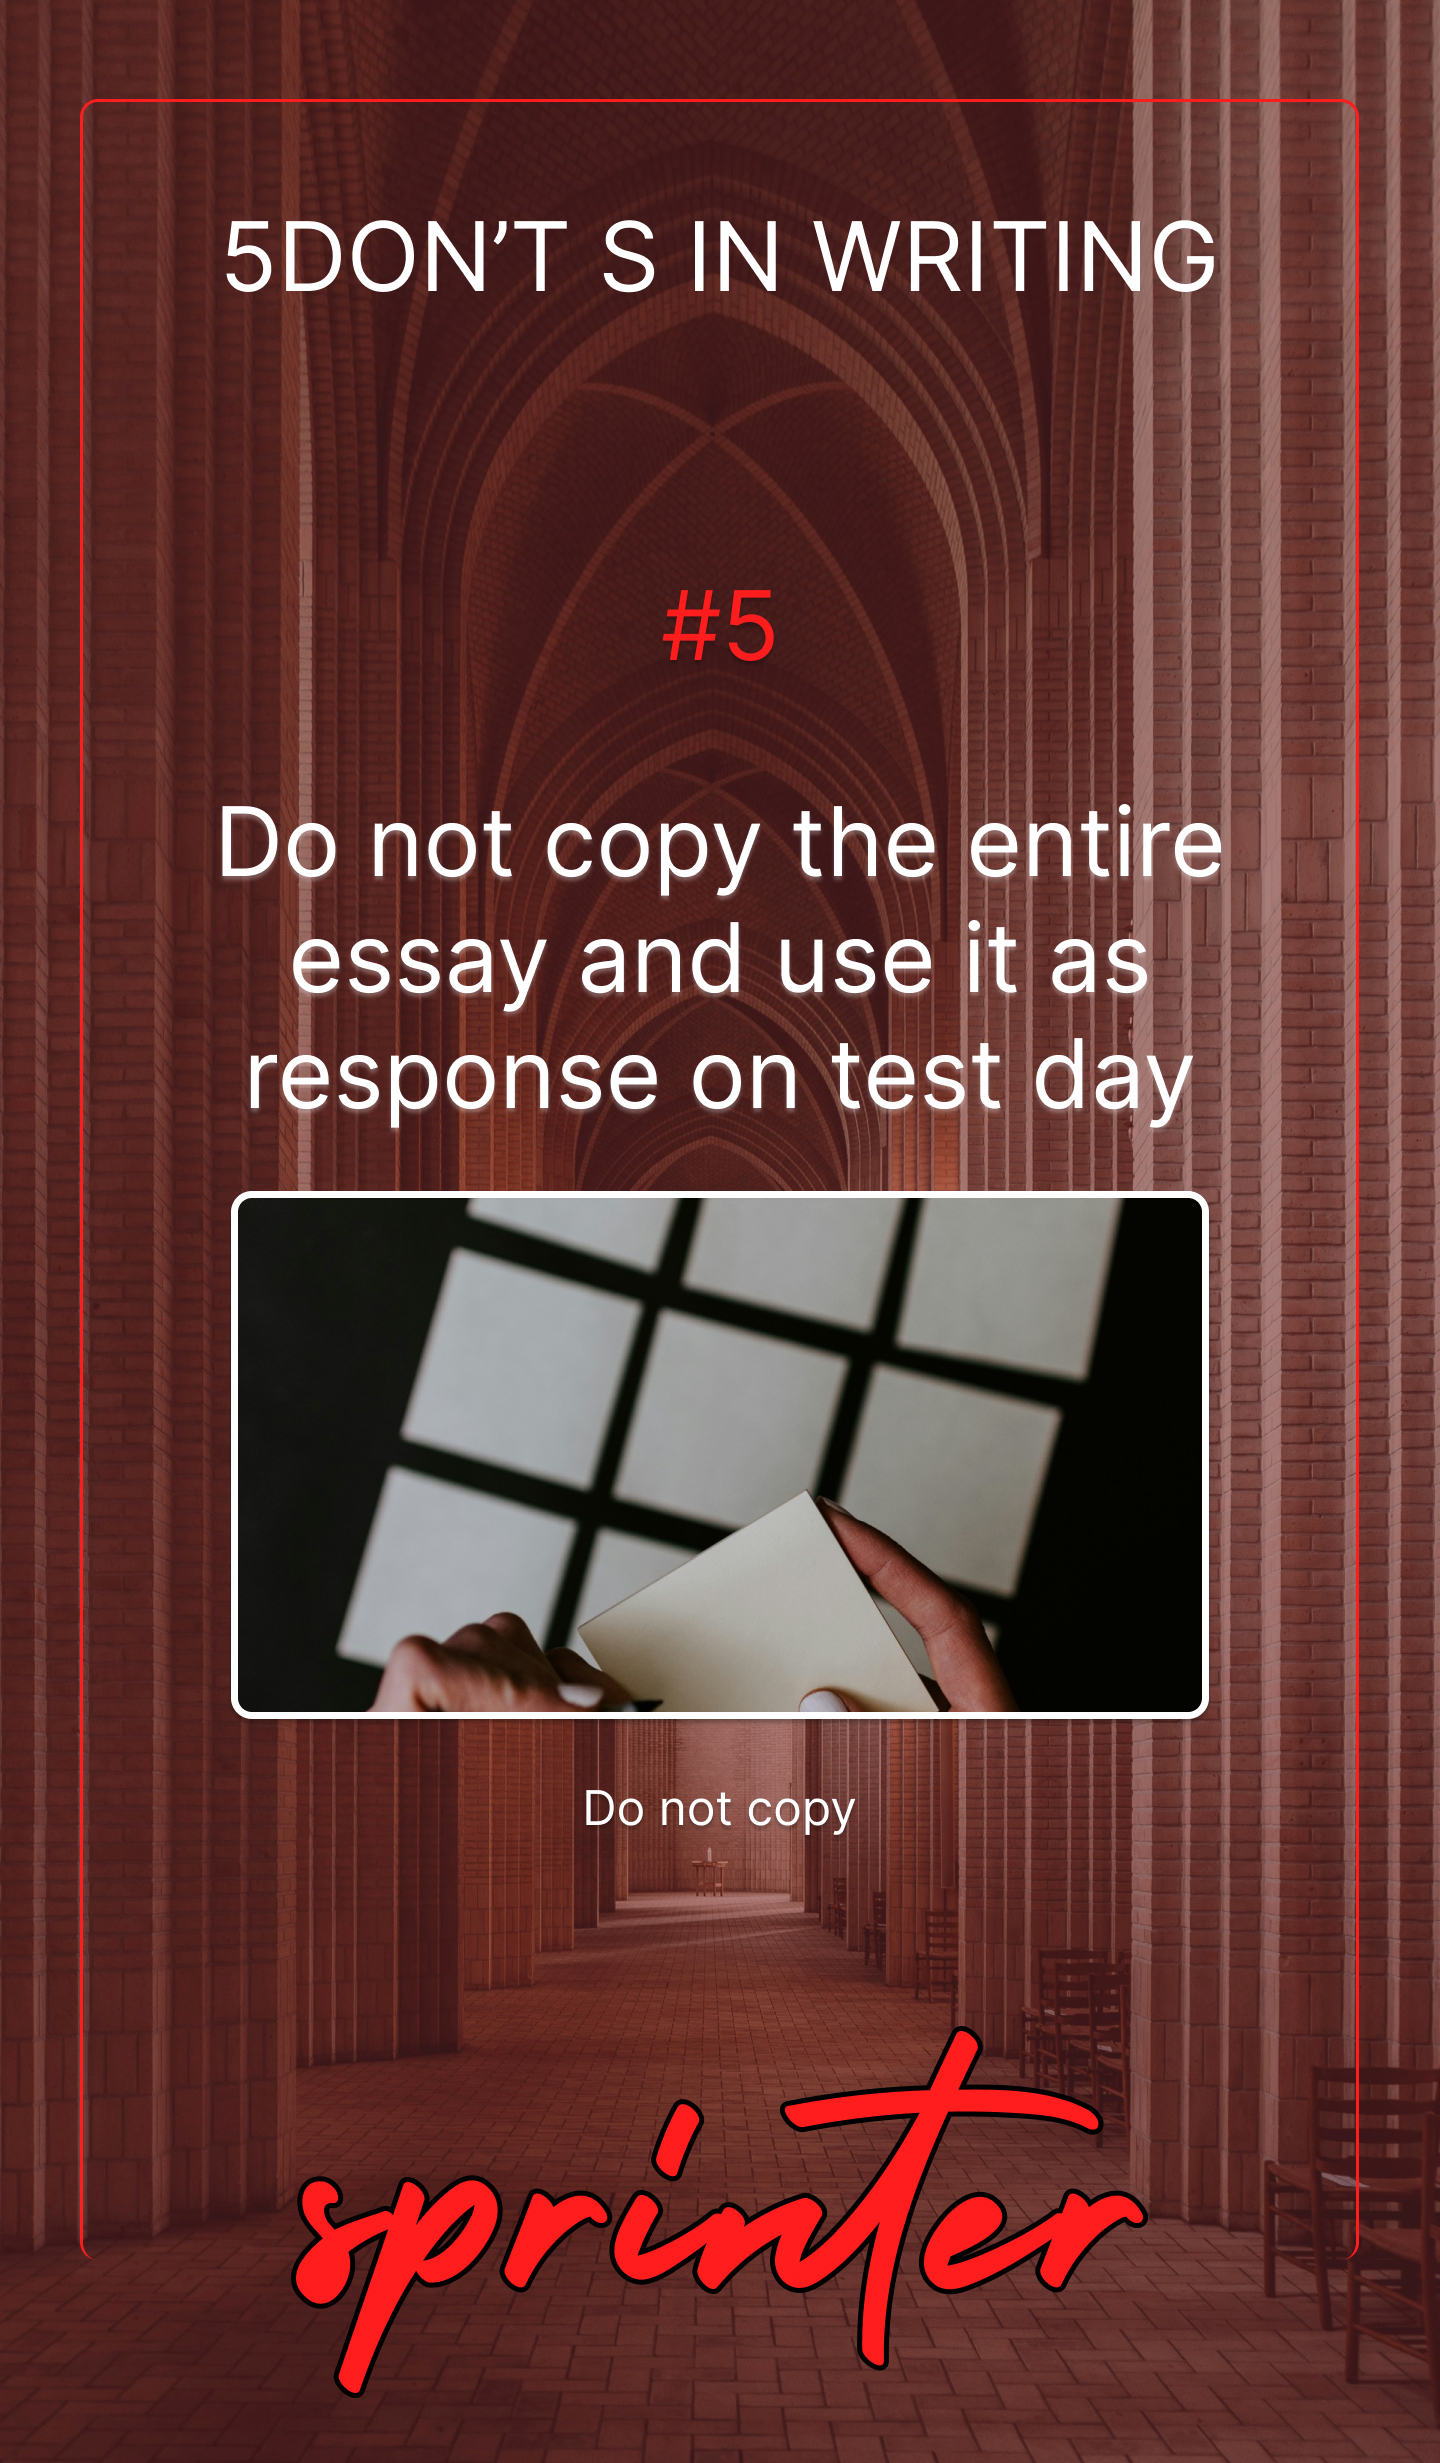 5DON’T S IN WRITING
#5
Do not copy the entire
essay and use it as
response on test day
Do not copy
sprinter